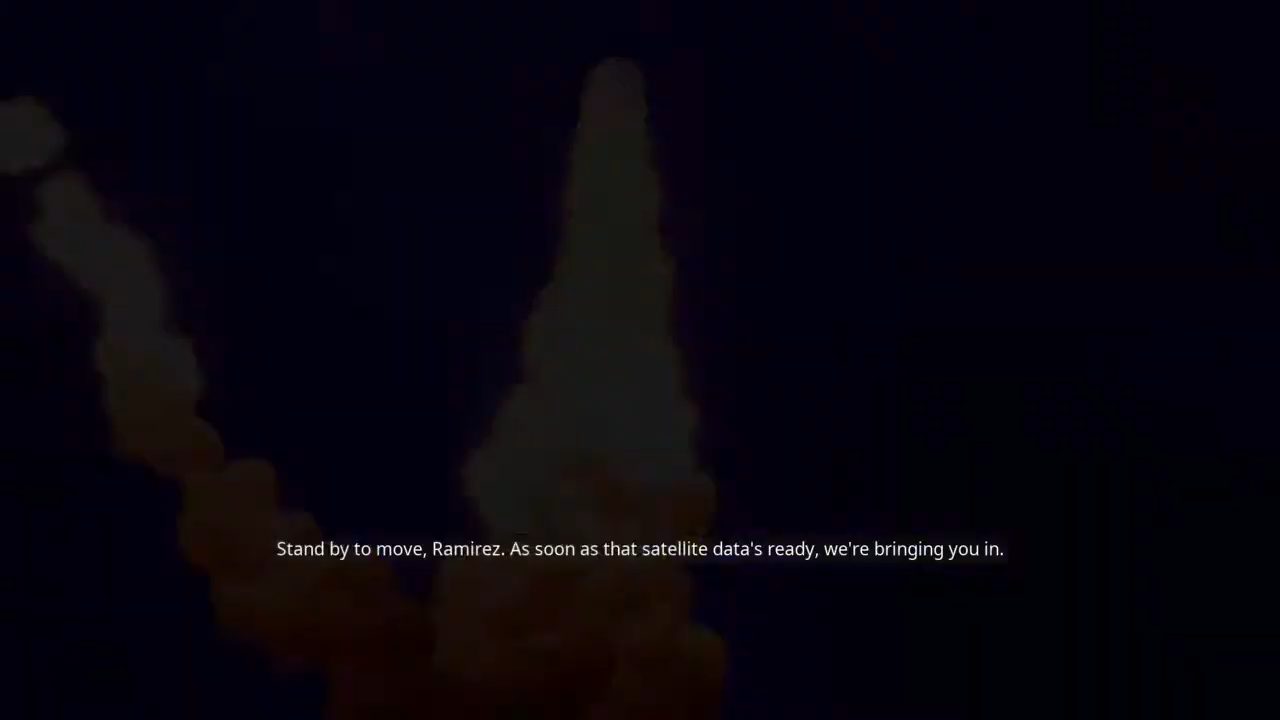 Stand by to move, Ramirez. As soon as that satellite data's ready, we're bringing you in.